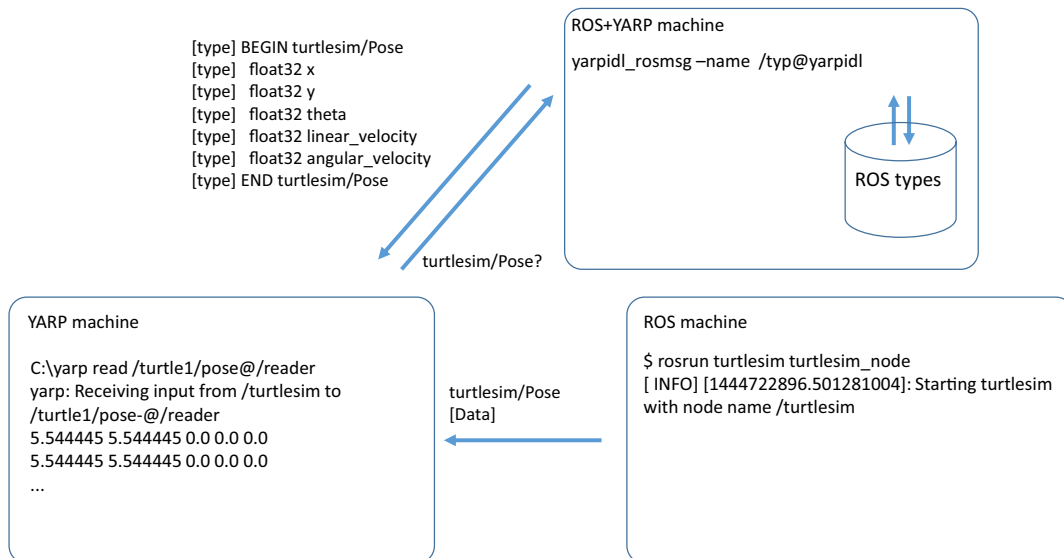 [type] BEGIN turtlesim/Pose
[type] float32 x
[type] float32 y
[type] float32 theta
[type] float32 linear_velocity
[type] float32 angular_velocity
[type] END turtlesim/Pose
ROS+YARP machine
yarpidl_rosmsg –name /typ@yarpidl
ROS types
turtlesim/Pose?
YARP machine
C:\yarp read /turtle1/pose@/reader
yarp: Receiving input from /turtlesim to
/turtle1/pose-@/reader
5.544445 5.544445 0.0 0.0 0.0
5.544445 5.544445 0.0 0.0 0.0
...
turtlesim/Pose
[Data]
ROS machine
$ rosrun turtlesim turtlesim_node
[ INFO] [1444722896.501281004]: Starting turtlesim
with node name /turtlesim